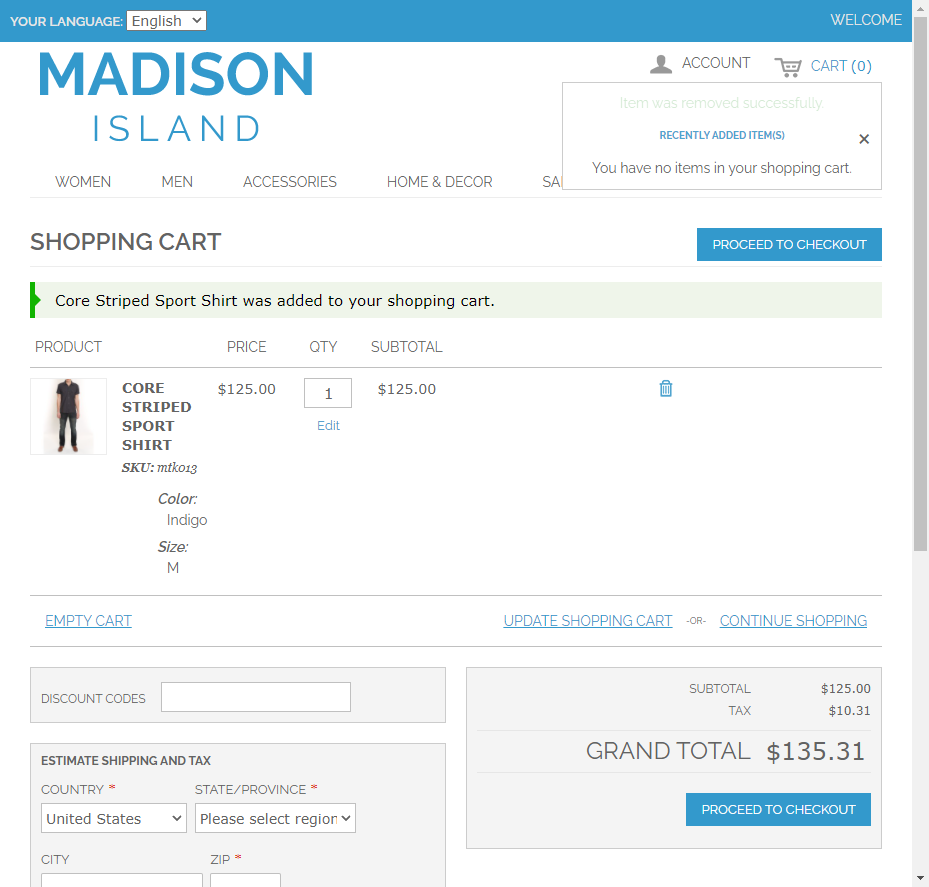 YOUR LANGUAGE: English
WELCOME
MADISON
ISLAND
ACCOUNT
CART (0)
Item was removed successfully.
RECENTLY ADDED ITEM(S)
You have no items in your shopping cart.
WOMEN MEN ACCESSORIES HOME & DECOR
SHOPPING CART
PROCEED TO CHECKOUT
Core Striped Sport Shirt was added to your shopping cart.
PRODUCT PRICE QTY SUBTOTAL
CORE STRIPED SPORT SHIRT
$125.00 1 $125.00
Edit
SKU: mtk013
Color:
Indigo
Size:
M
EMPTY CART
UPDATE SHOPPING CART -OR- CONTINUE SHOPPING
DISCOUNT CODES
SUBTOTAL $125.00
TAX $10.31
GRAND TOTAL $135.31
PROCEED TO CHECKOUT
ESTIMATE SHIPPING AND TAX
COUNTRY * STATE/PROVINCE *
United States Please select region
CITY ZIP *